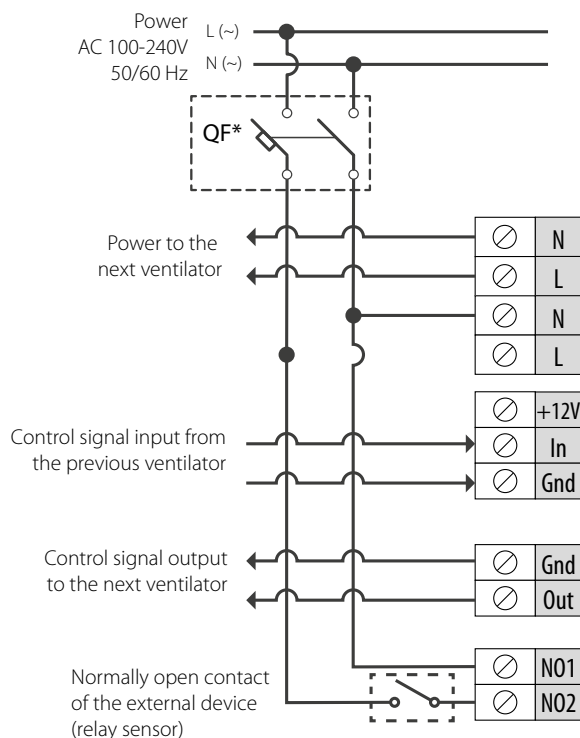 Power
AC 100-240V
50/60 Hz
L (~)
N (~)
QF*
Power to the
next ventilator
N
L
N
L
Control signal input from
the previous ventilator
+12V
In
Gnd
Control signal output
to the next ventilator
Gnd
Out
Normally open contact
of the external device
(relay sensor)
NO1
NO2